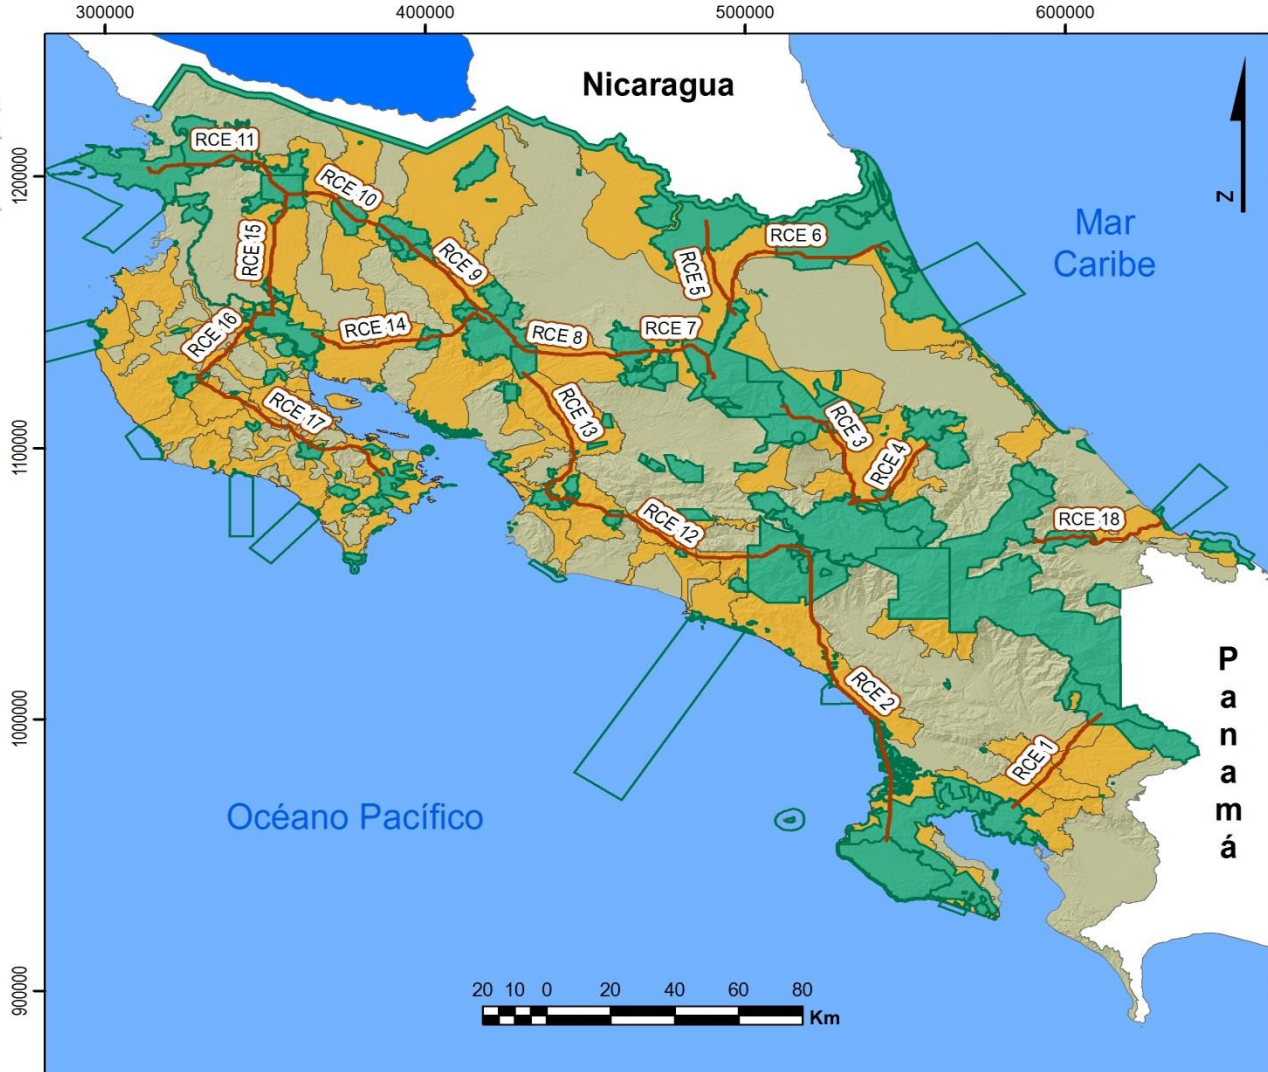 300000
400000
500000
600000
Nicaragua
1200000
RCE 11
RCE 10
RCE 15
RCE 9
RCE 5
RCE 6
Mar
Caribe
N
RCE 16
RCE 14
RCE 8
RCE 7
RCE 17
RCE 13
RCE 3
RCE 4
1100000
RCE 12
RCE 18
RCE 2
1000000
RCE 1
Panamá
Océano Pacífico
900000
20 10 0 20 40 60 80
Km